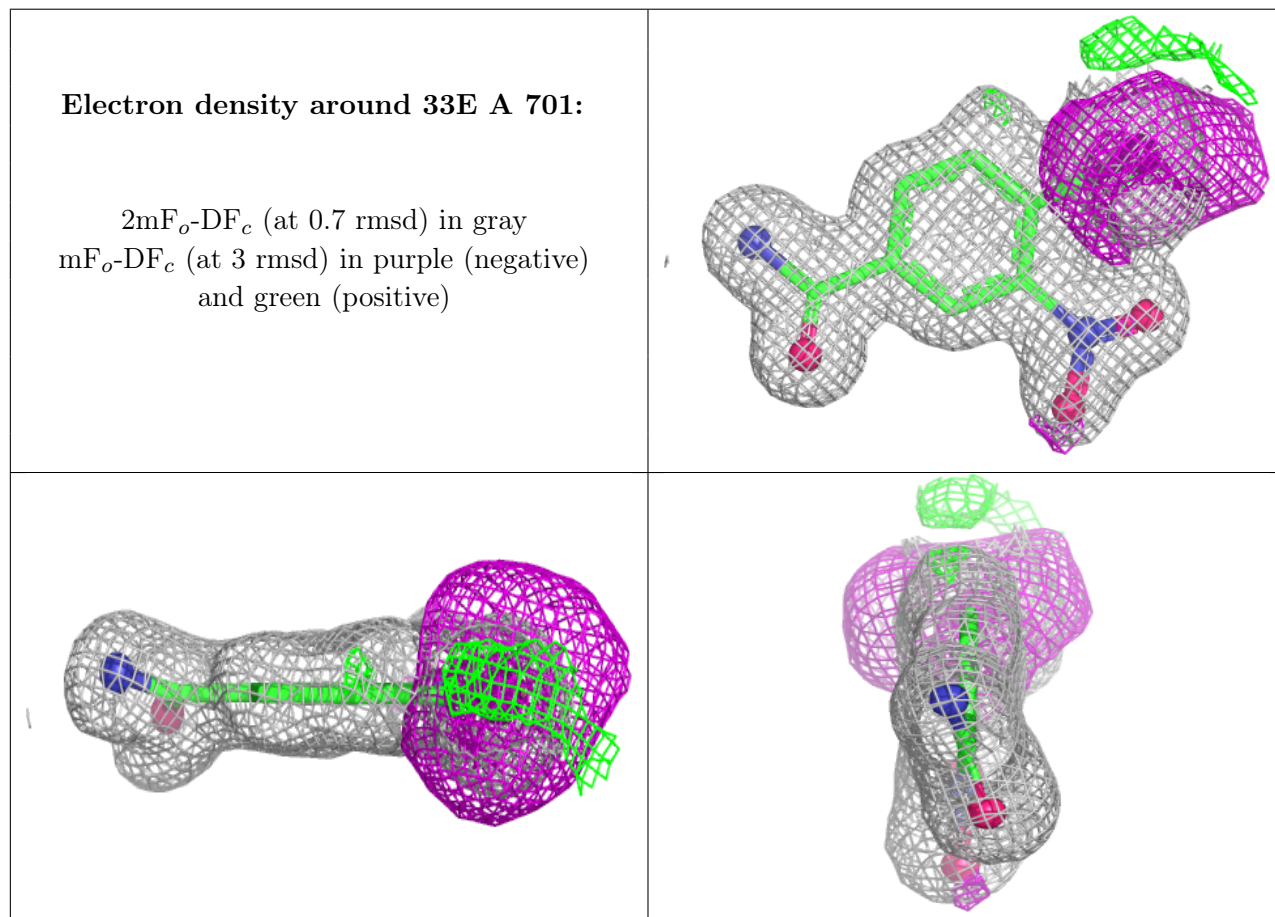 Electron density around 33E A 701:
2mFo-DFc (at 0.7 rmsd) in gray
mFo-DFc (at 3 rmsd) in purple (negative)
and green (positive)